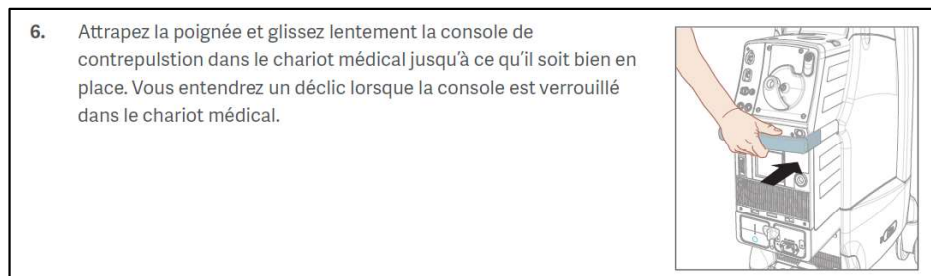 6. Attrapez la poignée et glissez lentement la console de
contrepulstion dans le chariot médical jusqu'à ce qu'il soit bien en
place. Vous entendrez un déclic lorsque la console est verrouillé
dans le chariot médical.